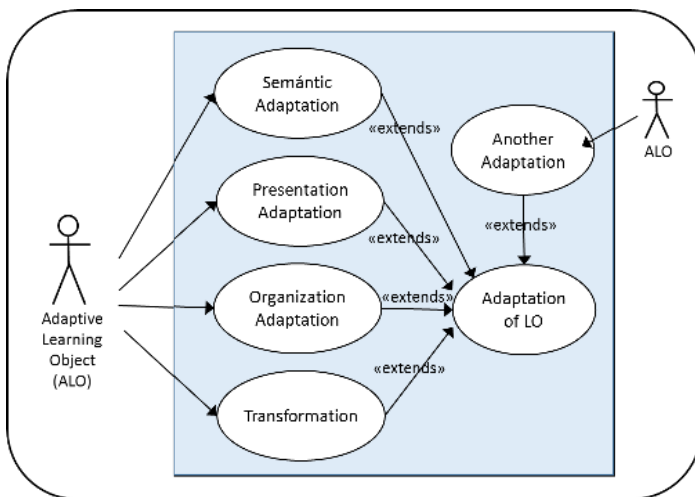 Semántic
Adaptation
«extends»
Another
Adaptation
ALO
Presentation
Adaptation
«extends»
«extends»
Organization
Adaptation
«extends»
Adaptation
of LO
Adaptive
Learning
Object
(ALO)
«extends»
Transformation